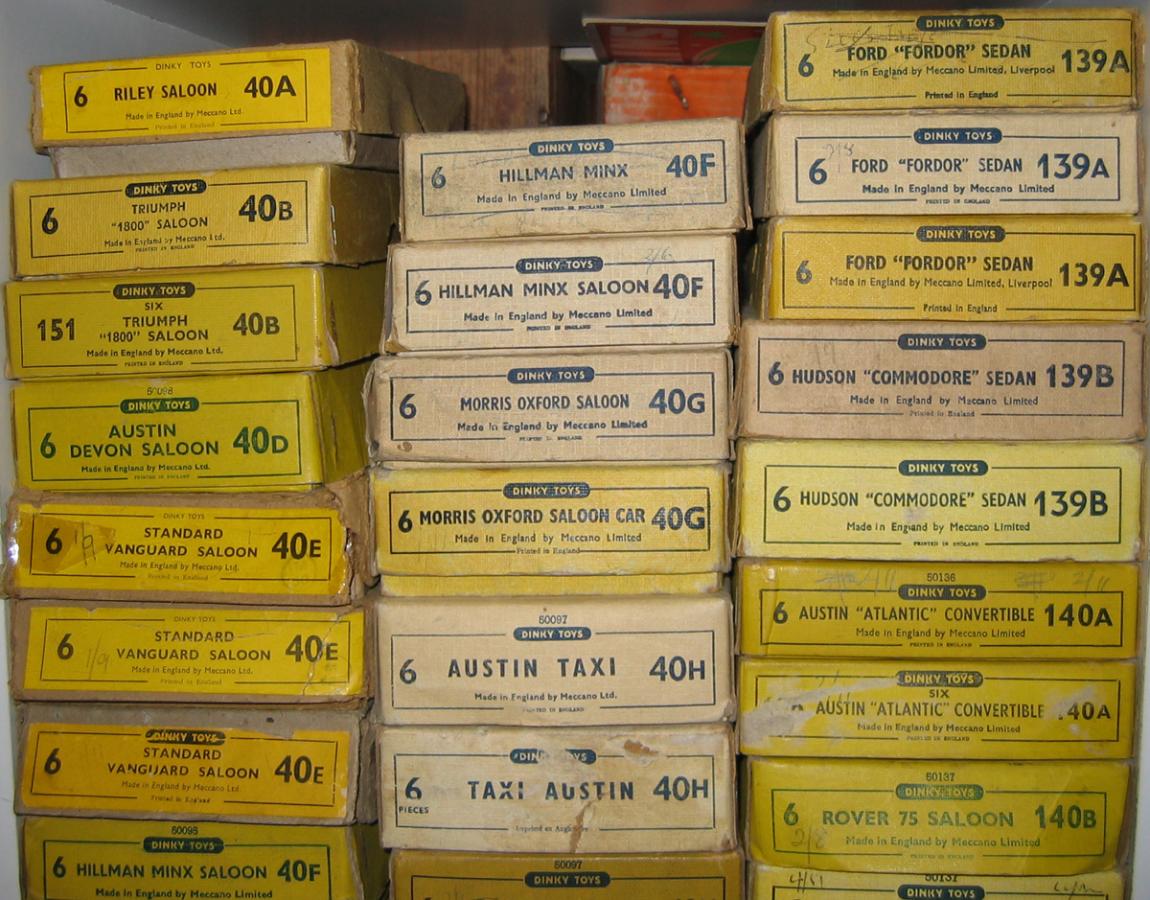 DINKY TOYS
6 RILEY SALOON 40A
Made in England by Meccano Ltd.
Printed in England
DINKY TOYS
6 TRIUMPH 40B
"1800" SALOON
Made in England by Meccano Ltd.
PRINTED IN ENGLAND
DINKY TOYS
SIX
151 TRIUMPH 40B
"1800" SALOON
Made in England by Meccano Ltd.
PRINTED IN ENGLAND
50098
DINKY TOYS
6 AUSTIN 40D
DEVON SALOON
Made in England by Meccano Ltd.
PRINTED IN ENGLAND
DINKY TOYS
6 STANDARD 40E
VANGUARD SALOON
Made in England by Meccano Ltd.
Printed in England
DINKY TOYS
6 STANDARD 40E
1/9 VANGUARD SALOON
Made in England by Meccano Ltd.
Printed in England
DINKY TOYS
6 STANDARD 40E
VANGUARD SALOON
Made in England by Meccano Ltd.
Printed in England
DINKY TOYS
6 HILLMAN MINX SALOON 40F
Made in England by Meccano Limited
DINKY TOYS
6 HILLMAN MINX 40F
Made in England by Meccano Limited
PRINTED IN ENGLAND
2/6
DINKY TOYS
6 HILLMAN MINX SALOON 40F
Made in England by Meccano Limited
PRINTED IN ENGLAND
DINKY TOYS
6 MORRIS OXFORD SALOON 40G
Made in England by Meccano Limited
PRINTED IN ENGLAND
DINKY TOYS
6 MORRIS OXFORD SALOON CAR 40G
Made in England by Meccano Limited
Printed in England
50097
DINKY TOYS
6 AUSTIN TAXI 40H
Made in England by Meccano Ltd.
PRINTED IN ENGLAND
DINKY TOYS
6 TAXI AUSTIN 40H
PIECES
50097
DINKY TOYS
DINKY TOYS
6 FORD "FORDOR" SEDAN 139A
Made in England by Meccano Limited, Liverpool
Printed in England
DINKY TOYS
6 FORD "FORDOR" SEDAN 139A
Made in England by Meccano Limited
PRINTED IN ENGLAND
DINKY TOYS
6 FORD "FORDOR" SEDAN 139A
Made in England by Meccano Limited, Liverpool
Printed in England
DINKY TOYS
6 HUDSON "COMMODORE" SEDAN 139B
Made in England by Meccano Limited
Printed in England
DINKY TOYS
6 HUDSON "COMMODORE" SEDAN 139B
Made in England by Meccano Limited
PRINTED IN ENGLAND
50136
2/11
DINKY TOYS
6 AUSTIN "ATLANTIC" CONVERTIBLE 140A
Made in England by Meccano Limited
PRINTED IN ENGLAND
DINKY TOYS
SIX
AUSTIN "ATLANTIC" CONVERTIBLE 40A
Made in England by Meccano Limited
PRINTED IN ENGLAND
50137
DINKY TOYS
6 ROVER 75 SALOON 140B
2/8 Made in England by Meccano Limited
PRINTED IN ENGLAND
50137
DINKY TOYS